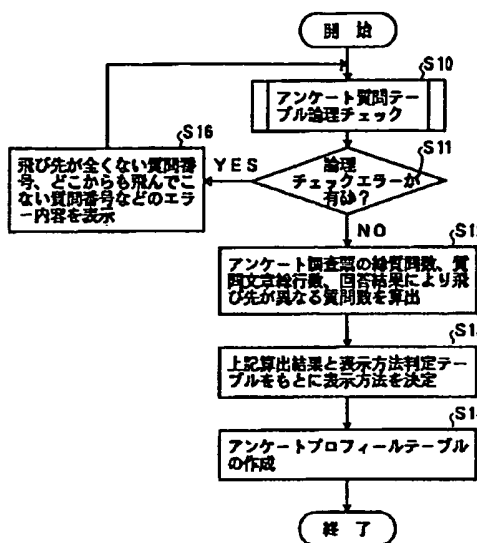 開 始
S10
アンケート質問テー
ブル論理チェック
S16
飛び先が全くない質問番
号、どこからも飛んでこ
ない質問番号などのエラ
ー内容を表示
YES
S11
論理
チェックエラーが
有か?
NO
S1
アンケート調査票の総質問数、質
問文章総行数、回答結果により飛
び先が異なる質問数を算出
S1
上記算出結果と表示方法判定テー
ブルをもとに表示方法を決定
S1
アンケートプロフィールテーブル
の作成
終 了